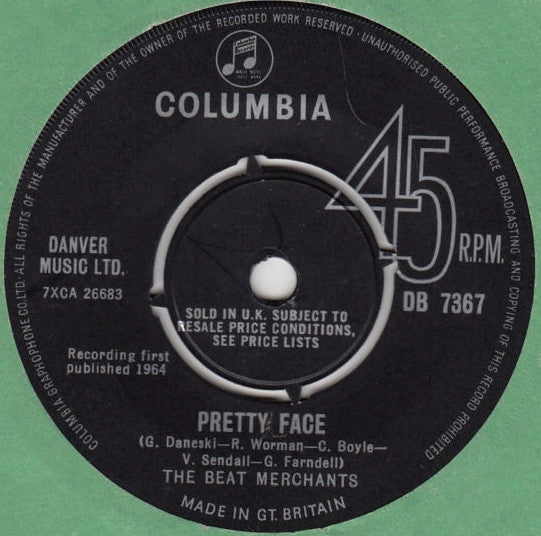 COLUMBIA GRAPHOPHONE CO. LTD. ALL RIGHTS OF THE MANUFACTURER AND OF THE OWNER OF THE RECORDED WORK RESERVED · UNAUTHORISED PUBLIC PERFORMANCE BROADCASTING AND COPYING OF THIS RECORD PROHIBITED
COLUMBIA
45
R.P.M.
DANVER
MUSIC LTD.
7XCA 26683
DB 7367
SOLD IN U.K. SUBJECT TO
RESALE PRICE CONDITIONS,
SEE PRICE LISTS
Recording first
published 1964
PRETTY FACE
(G. Daneski—R. Worman—C. Boyle—
V. Sendall—G. Farndell)
THE BEAT MERCHANTS
MADE IN GT. BRITAIN